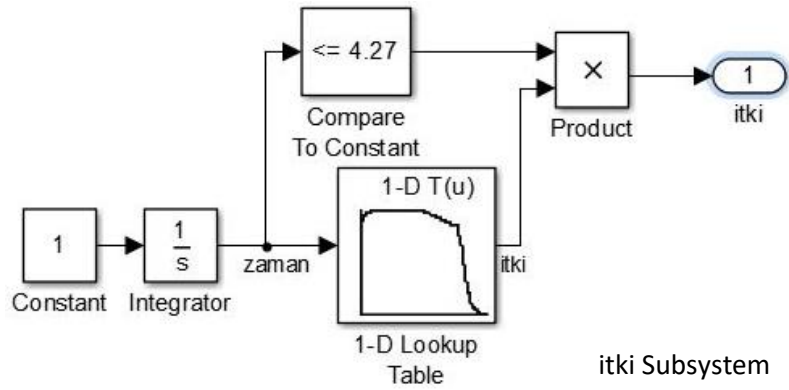 <= 4.27
Compare
To Constant
×
Product
1
itki
1-D T(u)
1
Constant
1
s
Integrator
zaman
itki
1-D Lookup
Table
itki Subsystem